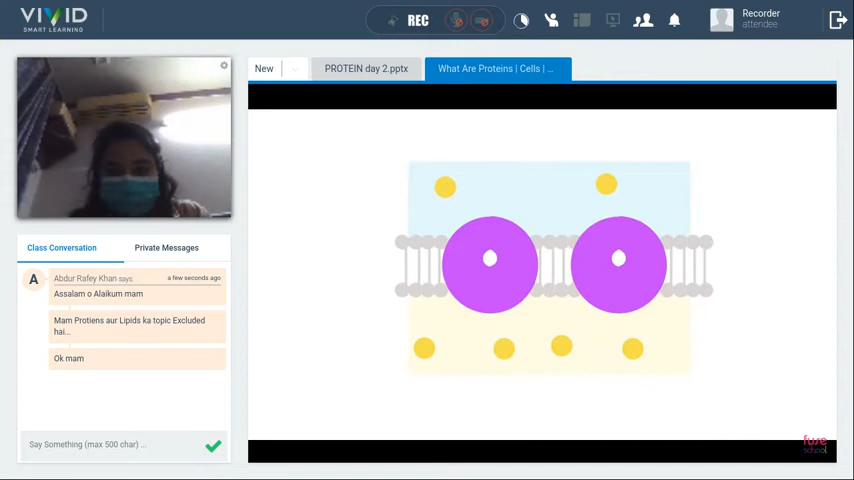 VIVID
SMART LEARNING
REC
Recorder
attendee
New
PROTEIN day 2.pptx
What Are Proteins | Cells | ...
Class Conversation
Private Messages
A
Abdur Rafey Khan says:
a few seconds ago
Assalam o Alaikum mam
Mam Protiens aur Lipids ka topic Excluded
hai...
Ok mam
Say Something (max 500 char) ...
fuse
school